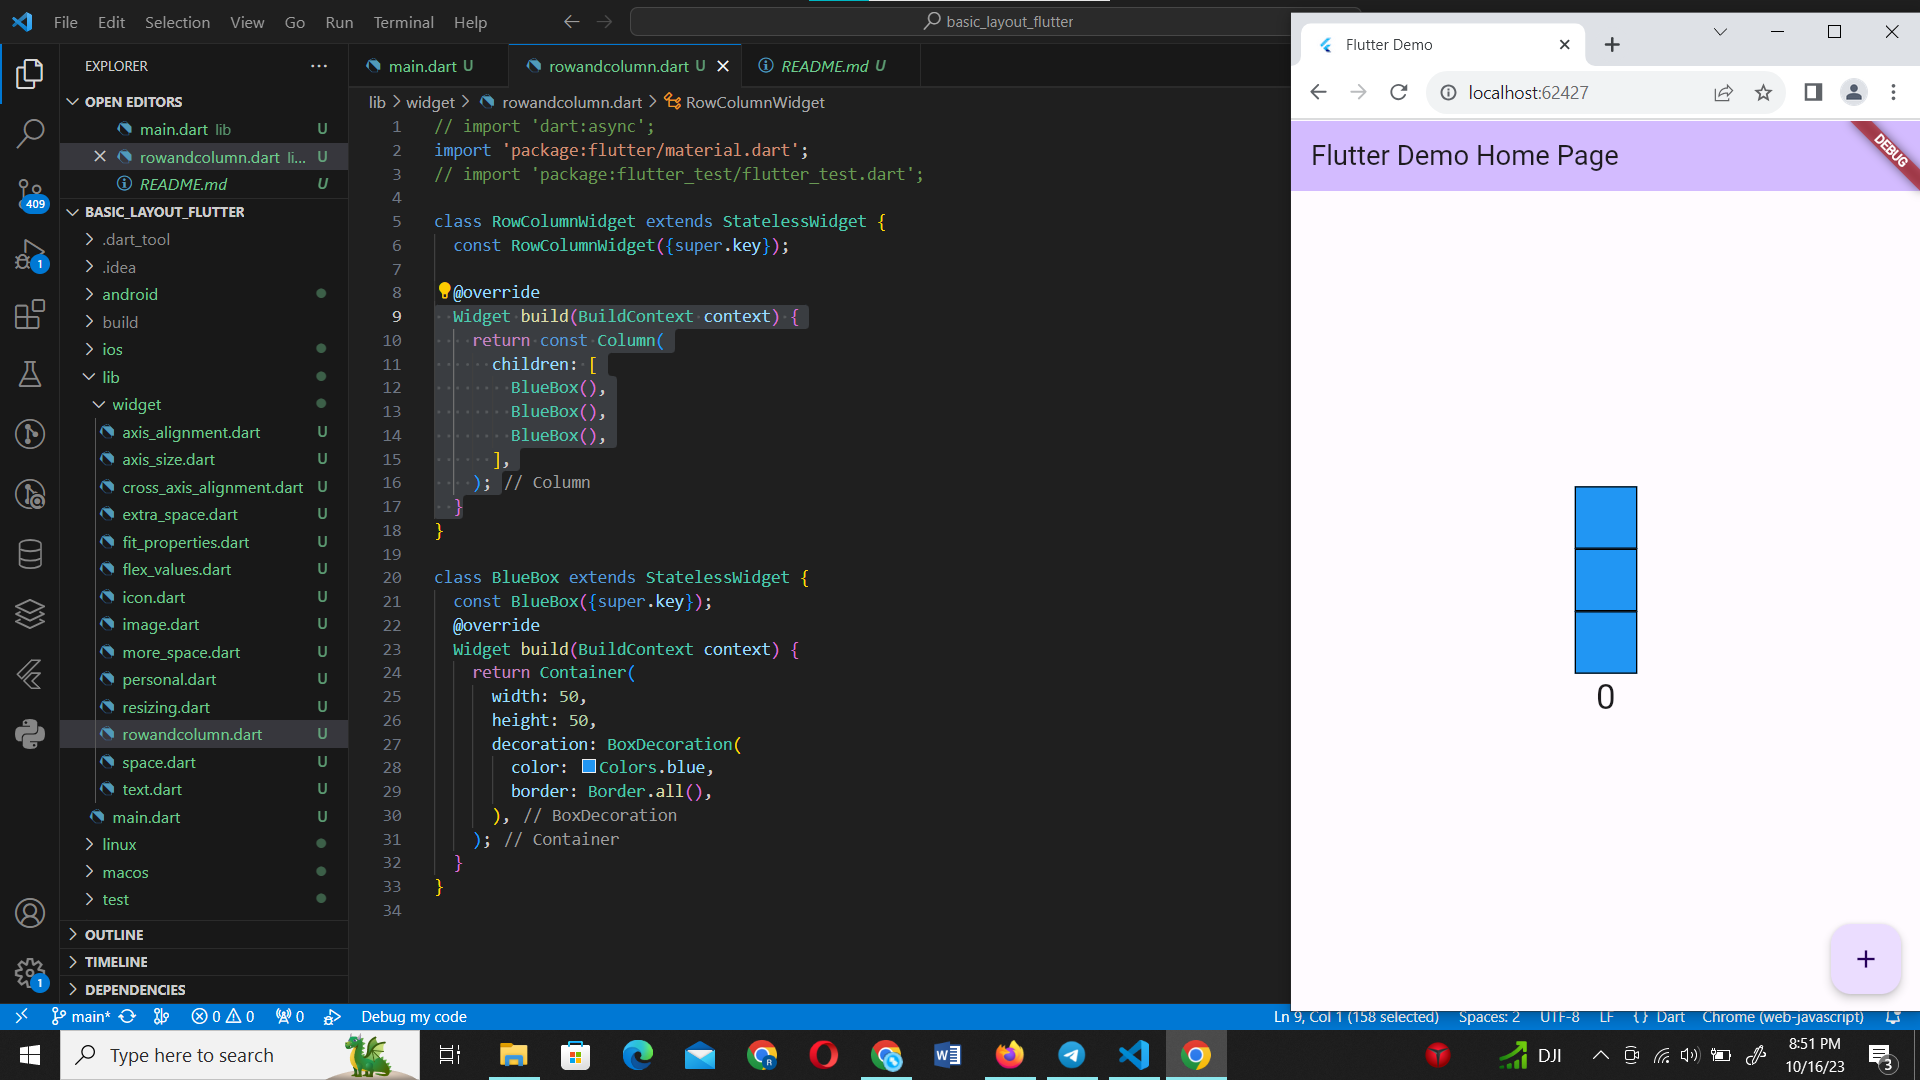 File Edit Selection View Go Run Terminal Help
basic_layout_flutter
EXPLORER
OPEN EDITORS
main.dart lib U
rowandcolumn.dart li... U
README.md U
BASIC_LAYOUT_FLUTTER
.dart_tool
.idea
android
build
ios
lib
widget
axis_alignment.dart U
axis_size.dart U
cross_axis_alignment.dart U
extra_space.dart U
fit_properties.dart U
flex_values.dart U
icon.dart U
image.dart U
more_space.dart U
personal.dart U
resizing.dart U
rowandcolumn.dart U
space.dart U
text.dart U
main.dart U
linux
macos
test
OUTLINE
TIMELINE
DEPENDENCIES
409
1
1
main.dart U
rowandcolumn.dart U
README.md U
lib > widget > rowandcolumn.dart > RowColumnWidget
1 // import 'dart:async';
2 import 'package:flutter/material.dart';
3 // import 'package:flutter_test/flutter_test.dart';
4
5 class RowColumnWidget extends StatelessWidget {
6 const RowColumnWidget({super.key});
7
8 @override
9 Widget build(BuildContext context) {
10 return const Column(
11 children: [
12 BlueBox(),
13 BlueBox(),
14 BlueBox(),
15 ],
16 ); // Column
17 }
18 }
19
20 class BlueBox extends StatelessWidget {
21 const BlueBox({super.key});
22 @override
23 Widget build(BuildContext context) {
24 return Container(
25 width: 50,
26 height: 50,
27 decoration: BoxDecoration(
28 color: Colors.blue,
29 border: Border.all(),
30 ), // BoxDecoration
31 ); // Container
32 }
33 }
34
Flutter Demo
localhost:62427
Flutter Demo Home Page
DEBUG
0
+
main* 0 0 0 Debug my code
Ln 9, Col 1 (158 selected) Spaces: 2 UTF-8 LF {} Dart Chrome (web-javascript)
Type here to search
DJI
8:51 PM
10/16/23
3